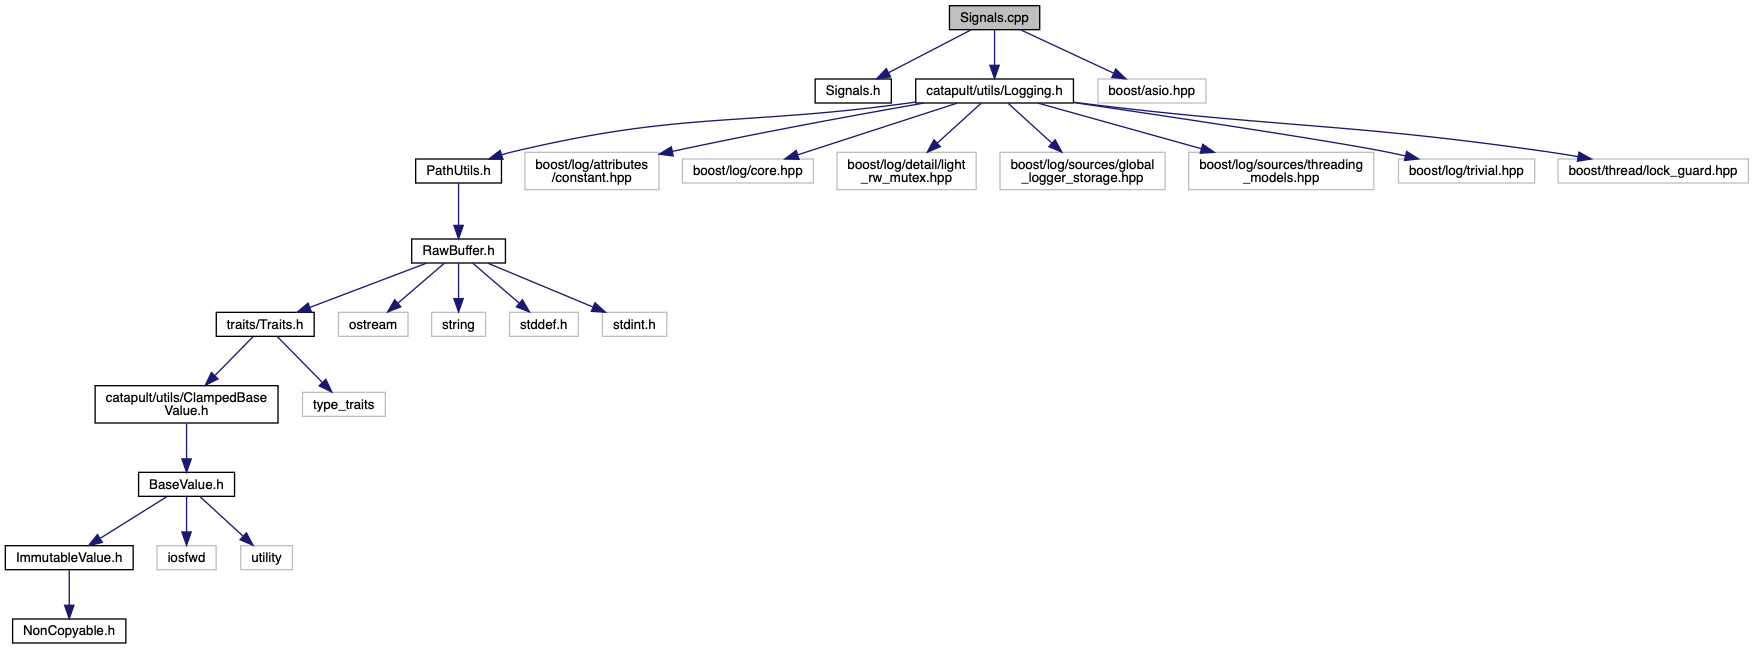 Signals.cpp
Signals.h
catapult/utils/Logging.h
boost/asio.hpp
PathUtils.h
boost/log/attributes
/constant.hpp
boost/log/core.hpp
boost/log/detail/light
_rw_mutex.hpp
boost/log/sources/global
_logger_storage.hpp
boost/log/sources/threading
_models.hpp
boost/log/trivial.hpp
boost/thread/lock_guard.hpp
RawBuffer.h
traits/Traits.h
ostream
string
stddef.h
stdint.h
catapult/utils/ClampedBase
Value.h
type_traits
BaseValue.h
ImmutableValue.h
iosfwd
utility
NonCopyable.h